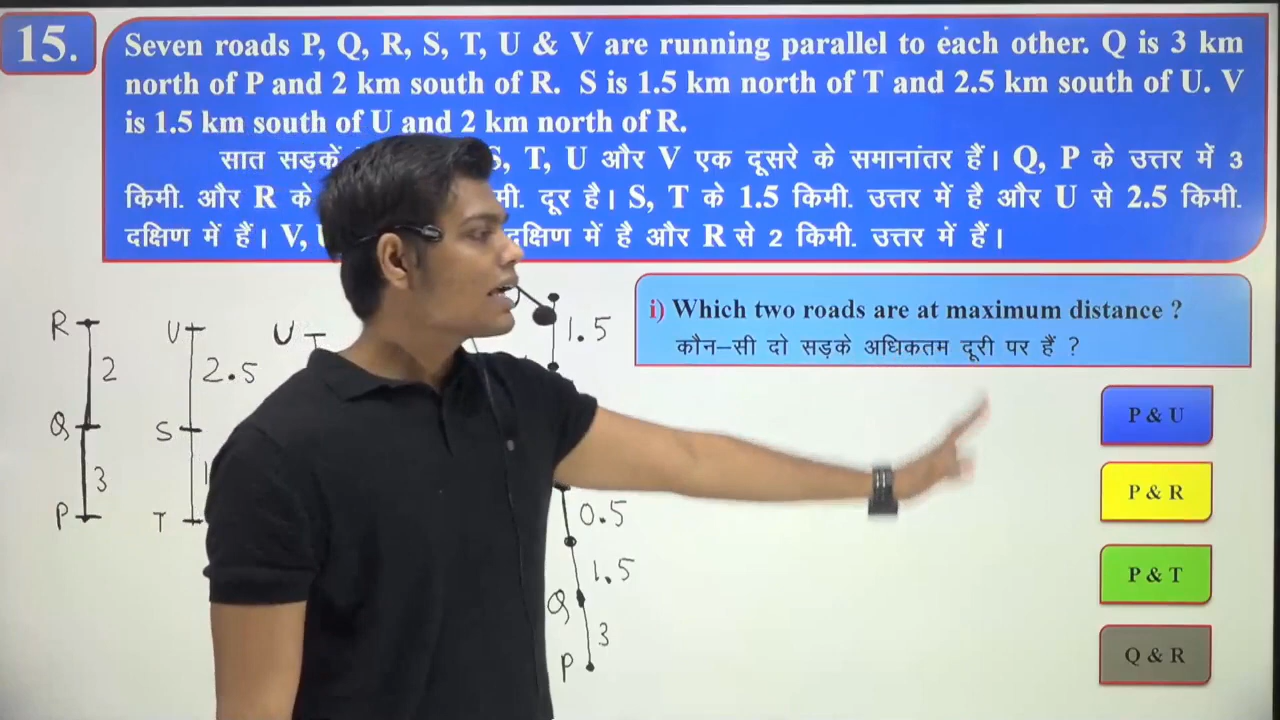 15.
Seven roads P, Q, R, S, T, U & V are running parallel to each other. Q is 3 km
north of P and 2 km south of R. S is 1.5 km north of T and 2.5 km south of U. V
is 1.5 km south of U and 2 km north of R.
सात सड़कें S, T, U और V एक दूसरे के समानांतर हैं। Q, P के उत्तर में 3
किमी. और R के मी. दूर है। S, T के 1.5 किमी. उत्तर में है और U से 2.5 किमी.
दक्षिण में हैं। V, दक्षिण में है और R से 2 किमी. उत्तर में हैं।
i) Which two roads are at maximum distance ?
कौन–सी दो सड़के अधिकतम दूरी पर हैं ?
P & U
P & R
P & T
Q & R
R
2
Q
3
P
U
2.5
S
1
T
U
1.5
0.5
1.5
Q
3
P